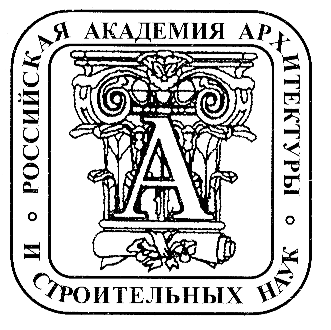 РОССИЙСКАЯ АКАДЕМИЯ АРХИТЕКТУРЫ
И СТРОИТЕЛЬНЫХ НАУК
А